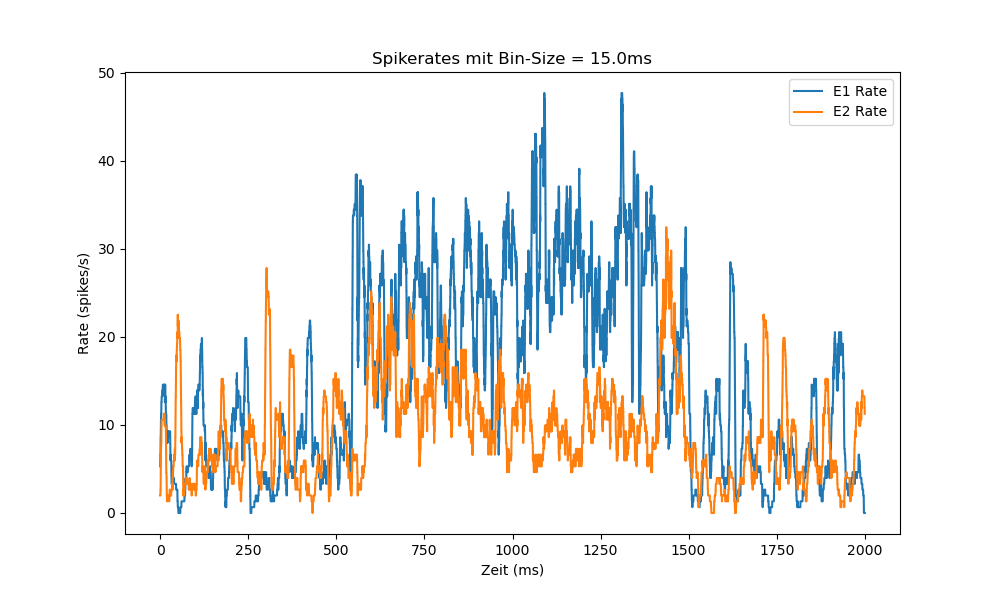 Spikerates mit Bin-Size = 15.0ms
E1 Rate
E2 Rate
Rate (spikes/s)
50
40
30
20
10
0
0 250 500 750 1000 1250 1500 1750 2000
Zeit (ms)